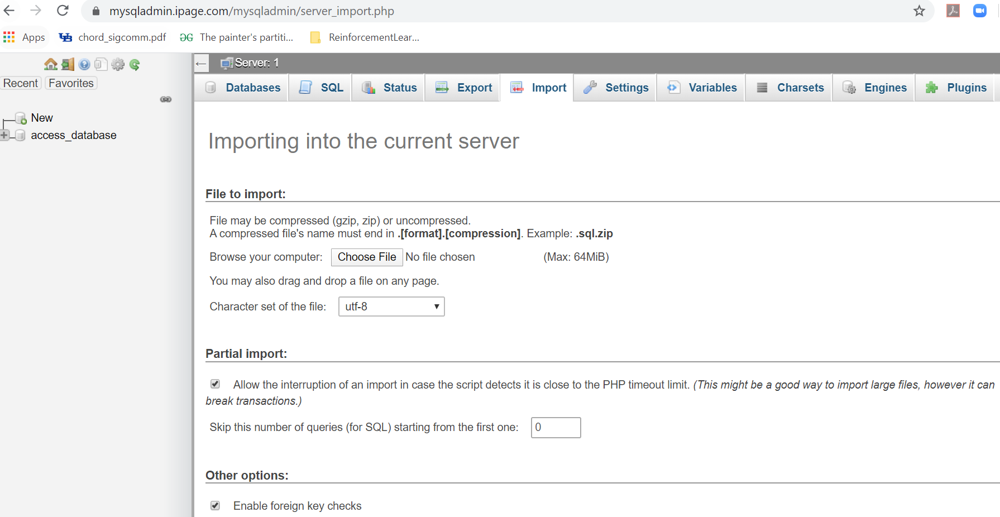 mysqladmin.ipage.com/mysqladmin/server_import.php
Apps
chord_sigcomm.pdf
The painter's partiti...
ReinforcementLear...
Recent
Favorites
New
access_database
Server: 1
Databases
SQL
Status
Export
Import
Settings
Variables
Charsets
Engines
Plugins
Importing into the current server
File to import:
File may be compressed (gzip, zip) or uncompressed.
A compressed file's name must end in .[format].[compression]. Example: .sql.zip
Browse your computer: Choose File No file chosen (Max: 64MiB)
You may also drag and drop a file on any page.
Character set of the file: utf-8
Partial import:
Allow the interruption of an import in case the script detects it is close to the PHP timeout limit. (This might be a good way to import large files, however it can
break transactions.)
Skip this number of queries (for SQL) starting from the first one: 0
Other options:
Enable foreign key checks